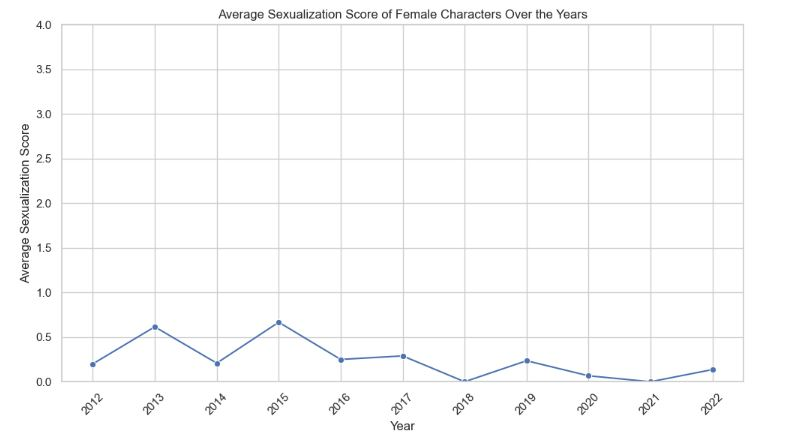 Average Sexualization Score of Female Characters Over the Years
4.0
3.5
3.0
2.5
2.0
1.5
1.0
0.5
0.0
Average Sexualization Score
2012 2013 2014 2015 2016 2017 2018 2019 2020 2021 2022
Year